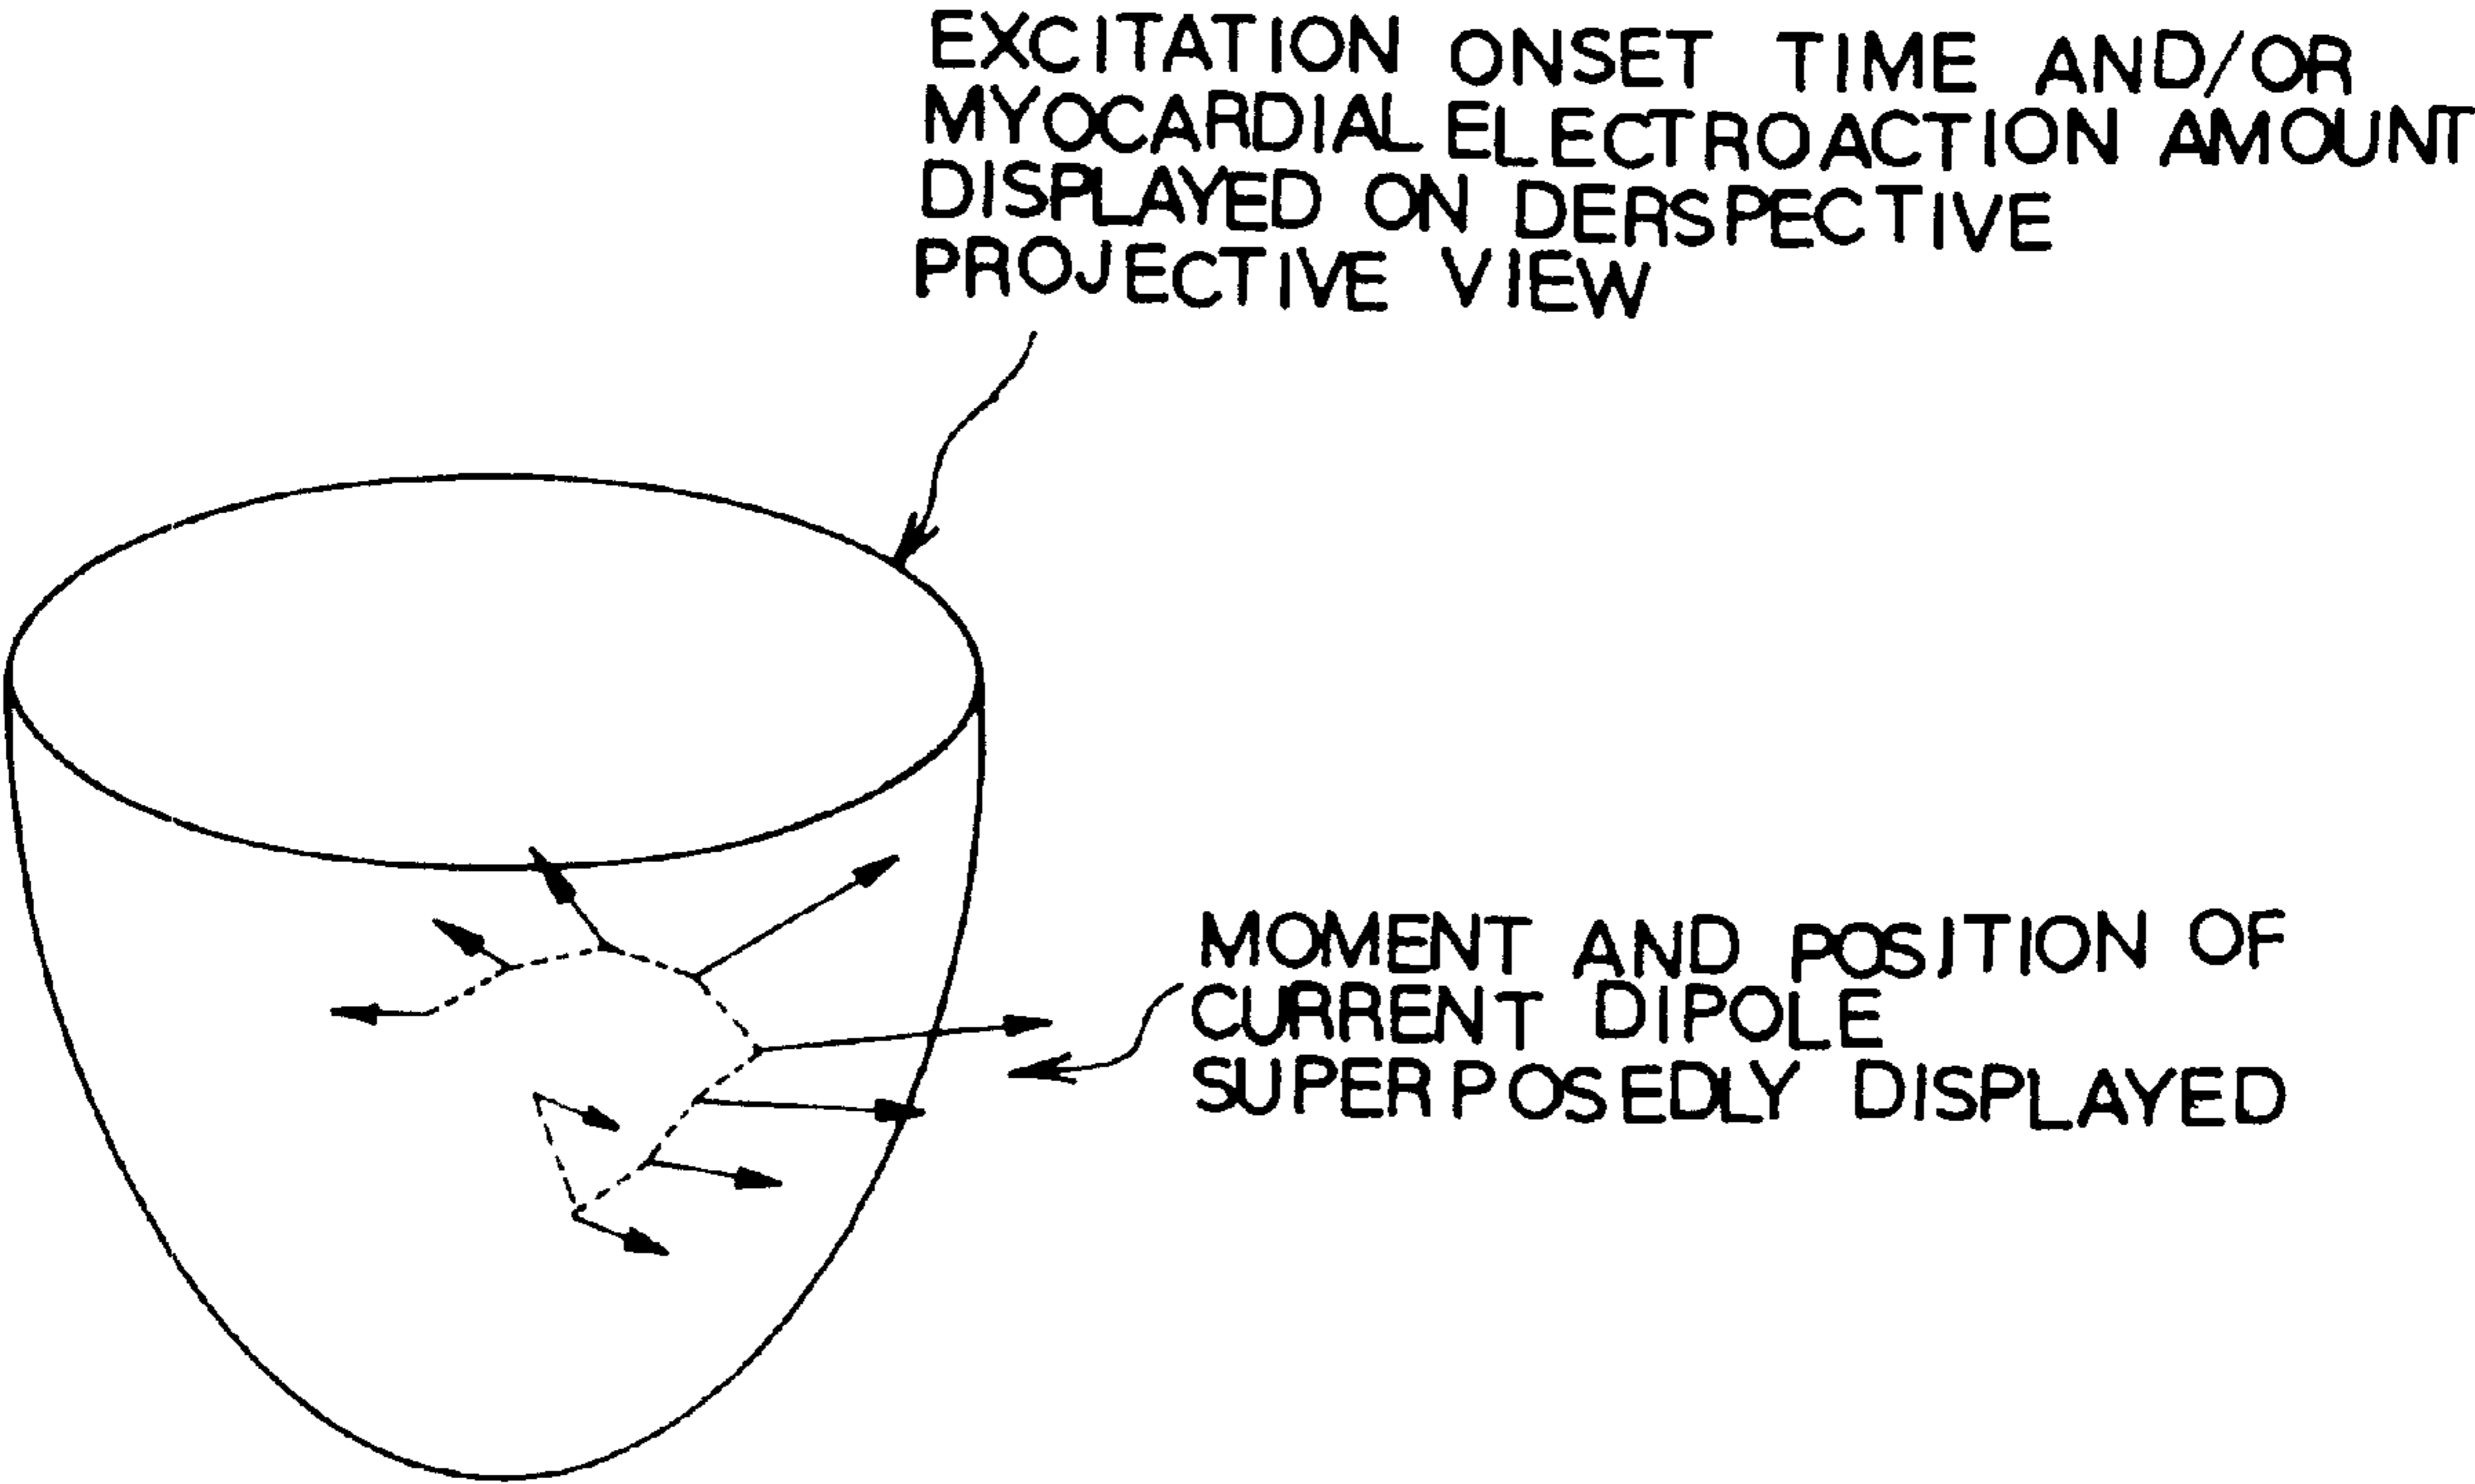 EXCITATION ONSET TIME AND/OR
MYOCARDIAL ELECTROACTION AMOUNT
DISPLAYED ON DERSPECTIVE
PROJECTIVE VIEW
MOMENT AND POSITION OF
CURRENT DIPOLE
SUPERPOSEDLY DISPLAYED